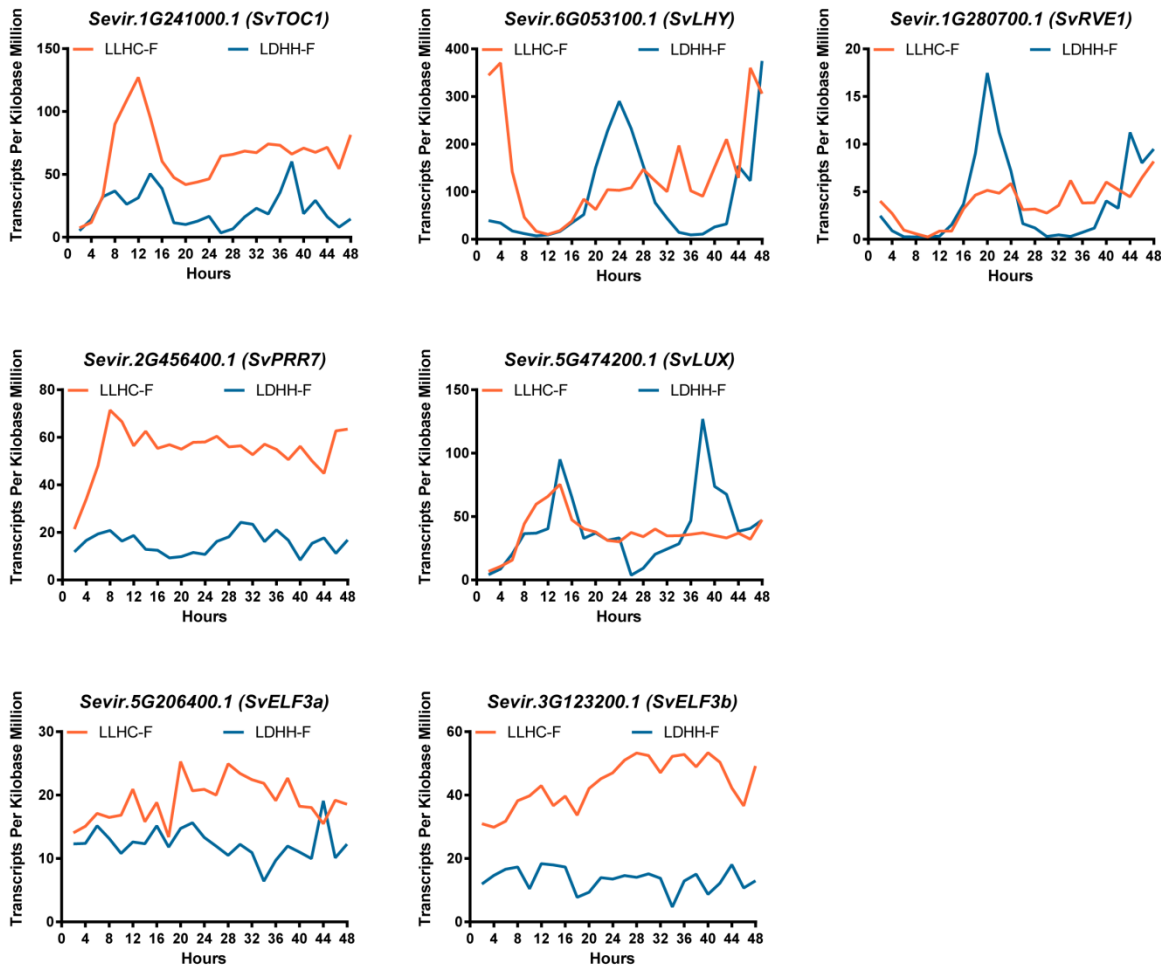 Sevir.1G241000.1 (SvTOC1)
LLHC-F LDHH-F
Transcripts Per Kilobase Million
150
100
50
0
0 4 8 12 16 20 24 28 32 36 40 44 48
Hours
Sevir.6G053100.1 (SvLHY)
LLHC-F LDHH-F
Transcripts Per Kilobase Million
400
300
200
100
0
0 4 8 12 16 20 24 28 32 36 40 44 48
Hours
Sevir.1G280700.1 (SvRVE1)
LLHC-F LDHH-F
Transcripts Per Kilobase Million
20
15
10
5
0
0 4 8 12 16 20 24 28 32 36 40 44 48
Hours
Sevir.2G456400.1 (SvPRR7)
LLHC-F LDHH-F
Transcripts Per Kilobase Million
80
60
40
20
0
0 4 8 12 16 20 24 28 32 36 40 44 48
Hours
Sevir.5G474200.1 (SvLUX)
LLHC-F LDHH-F
Transcripts Per Kilobase Million
150
100
50
0
0 4 8 12 16 20 24 28 32 36 40 44 48
Hours
Sevir.5G206400.1 (SvELF3a)
LLHC-F LDHH-F
Transcripts Per Kilobase Million
30
20
10
0
0 4 8 12 16 20 24 28 32 36 40 44 48
Hours
Sevir.3G123200.1 (SvELF3b)
LLHC-F LDHH-F
Transcripts Per Kilobase Million
60
40
20
0
0 4 8 12 16 20 24 28 32 36 40 44 48
Hours